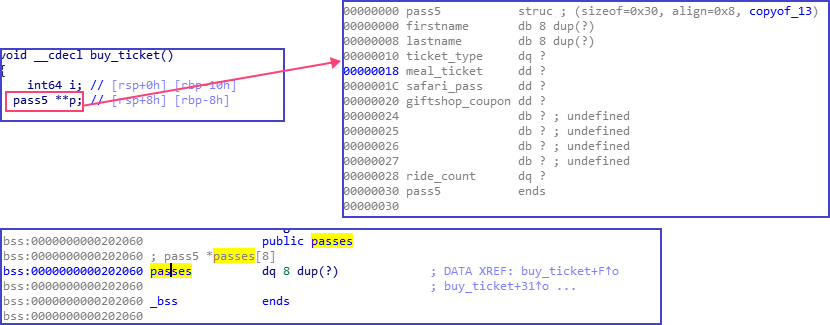 void __cdecl buy_ticket()
{
int64 i; // [rsp+0h] [rbp-10h]
pass5 **p; // [rsp+8h] [rbp-8h]
00000000 pass5 struc ; (sizeof=0x30, align=0x8, copyof_13)
00000000 firstname db 8 dup(?)
00000008 lastname db 8 dup(?)
00000010 ticket_type dq ?
00000018 meal_ticket dd ?
0000001C safari_pass dd ?
00000020 giftshop_coupon dd ?
00000024 db ? ; undefined
00000025 db ? ; undefined
00000026 db ? ; undefined
00000027 db ? ; undefined
00000028 ride_count dq ?
00000030 pass5 ends
00000030
bss:0000000000202060 public passes
bss:0000000000202060 ; pass5 *passes[8]
bss:0000000000202060 passes dq 8 dup(?) ; DATA XREF: buy_ticket+F↑o
bss:0000000000202060 ; buy_ticket+31↑o ...
bss:0000000000202060 _bss ends
bss:0000000000202060